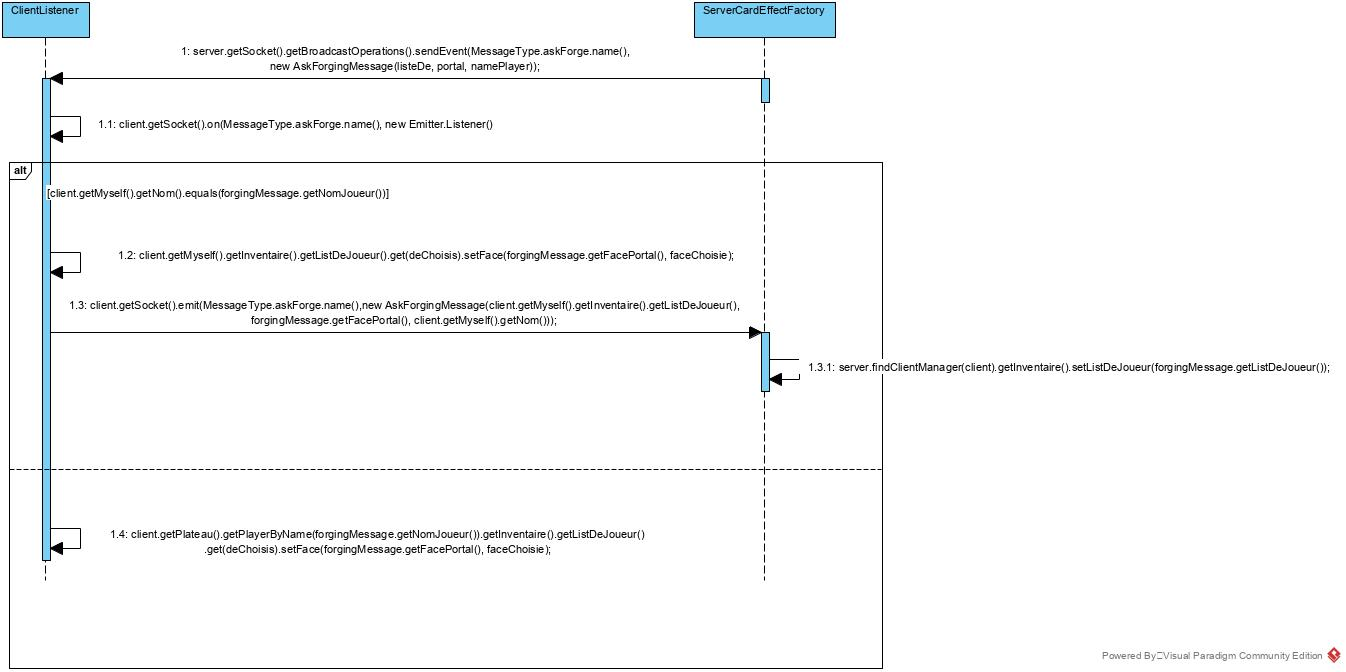 ClientListener
ServerCardEffectFactory
1: server.getSocket().getBroadcastOperations().sendEvent(MessageType.askForge.name(),
new AskForgingMessage(listeDe, portal, namePlayer));
1.1: client.getSocket().on(MessageType.askForge.name(), new Emitter.Listener()
alt
[client.getMyself().getNom().equals(forgingMessage.getNomJoueur())]
1.2: client.getMyself().getInventaire().getListDeJoueur().get(deChoisis).setFace(forgingMessage.getFacePortal(), faceChoisie);
1.3: client.getSocket().emit(MessageType.askForge.name(),new AskForgingMessage(client.getMyself().getInventaire().getListDeJoueur(),
forgingMessage.getFacePortal(), client.getMyself().getNom()));
1.3.1: server.findClientManager(client).getInventaire().setListDeJoueur(forgingMessage.getListDeJoueur());
1.4: client.getPlateau().getPlayerByName(forgingMessage.getNomJoueur()).getInventaire().getListDeJoueur()
.get(deChoisis).setFace(forgingMessage.getFacePortal(), faceChoisie);
Powered By Visual Paradigm Community Edition